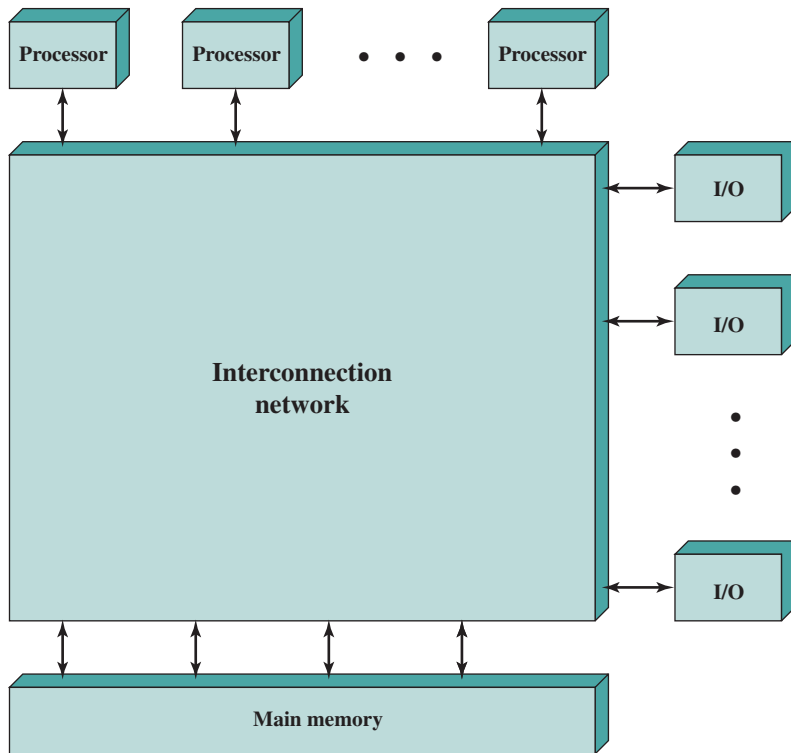 Processor
Processor
Processor
I/O
I/O
Interconnection
network
I/O
Main memory